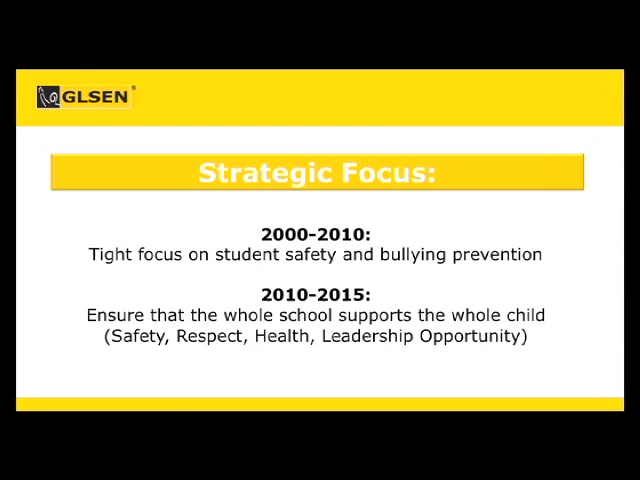 GLSEN®
Strategic Focus:
2000-2010:
Tight focus on student safety and bullying prevention
2010-2015:
Ensure that the whole school supports the whole child
(Safety, Respect, Health, Leadership Opportunity)